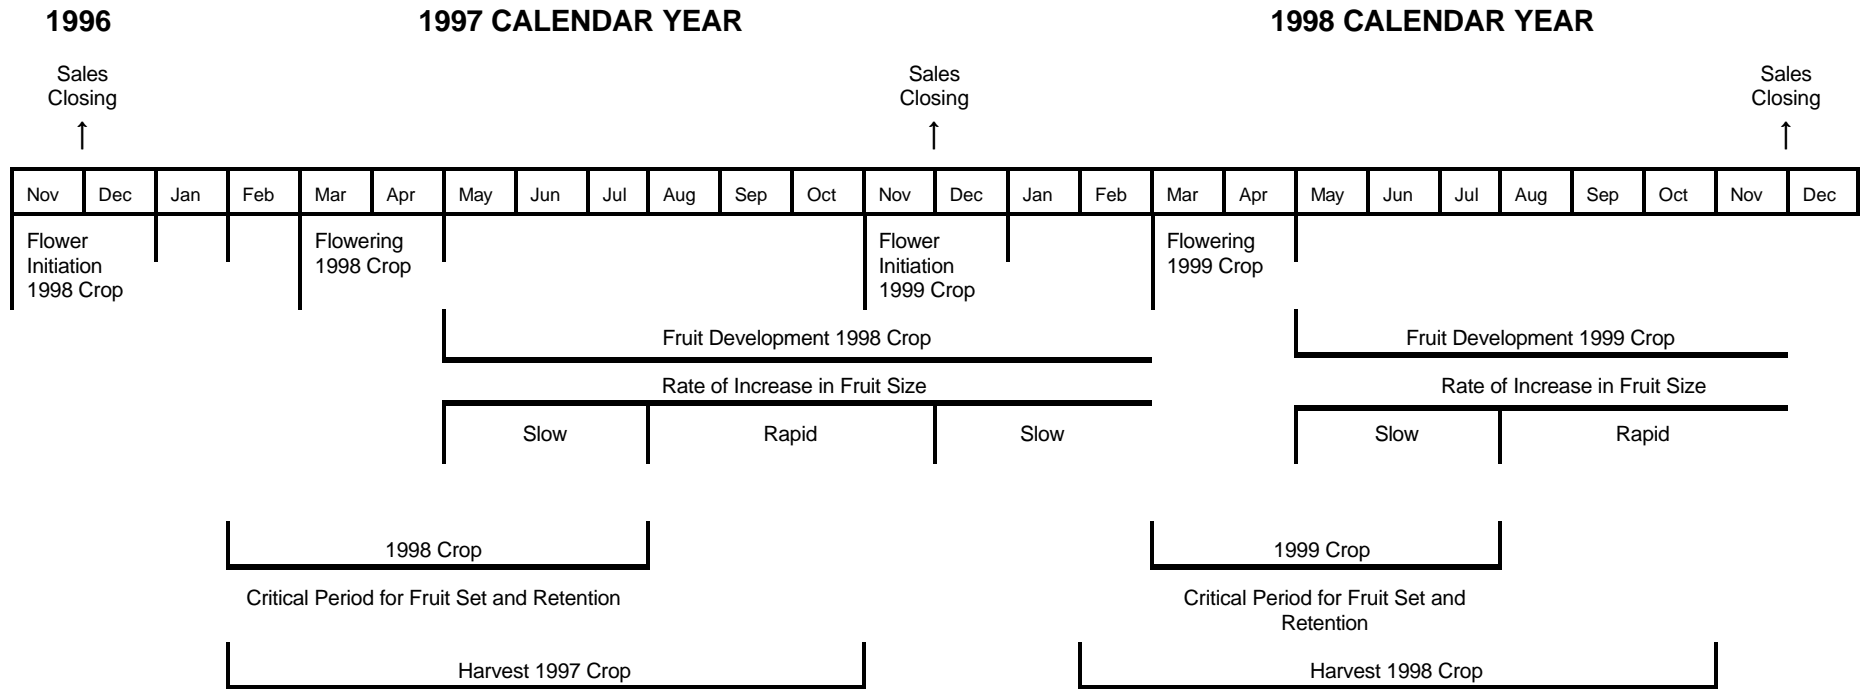 1996 1997 CALENDAR YEAR 1998 CALENDAR YEAR
Sales
Closing
↑
Sales
Closing
↑
Sales
Closing
↑
Nov Dec Jan Feb Mar Apr May Jun Jul Aug Sep Oct Nov Dec Jan Feb Mar Apr May Jun Jul Aug Sep Oct Nov Dec
Flower
Initiation
1998 Crop
Flowering
1998 Crop
Flower
Initiation
1999 Crop
Flowering
1999 Crop
Fruit Development 1998 Crop
Fruit Development 1999 Crop
Rate of Increase in Fruit Size
Rate of Increase in Fruit Size
Slow Rapid Slow
Slow Rapid
1998 Crop
1999 Crop
Critical Period for Fruit Set and Retention
Critical Period for Fruit Set and
Retention
Harvest 1997 Crop
Harvest 1998 Crop